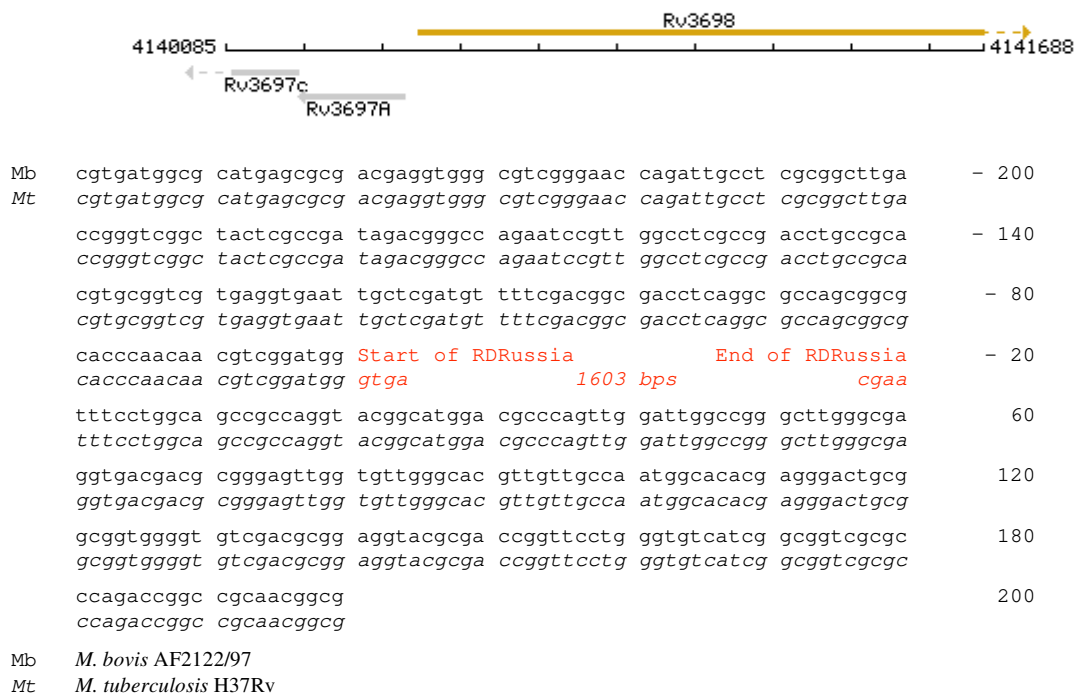 Rv3698
4140085 4141688
Rv3697c
Rv3697A
Mb cgtgatggcg catgagcgcg acgaggtggg cgtcgggaac cagattgcct cgcggcttga - 200
Mt cgtgatggcg catgagcgcg acgaggtggg cgtcgggaac cagattgcct cgcggcttga
ccgggtcggc tactcgccga tagacgggcc agaatccgtt ggcctcgccg acctgccgca - 140
ccgggtcggc tactcgccga tagacgggcc agaatccgtt ggcctcgccg acctgccgca
cgtgcggtcg tgaggtgaat tgctcgatgt tttcgacggc gacctcaggc gccagcggcg - 80
cgtgcggtcg tgaggtgaat tgctcgatgt tttcgacggc gacctcaggc gccagcggcg
cacccaacaa cgtcggatgg Start of RDRussia End of RDRussia - 20
cacccaacaa cgtcggatgg gtga 1603 bps cgaa
tttcctggca gccgccaggt acggcatgga cgcccagttg gattggccgg gcttgggcga 60
tttcctggca gccgccaggt acggcatgga cgcccagttg gattggccgg gcttgggcga
ggtgacgacg cgggagttgg tgttgggcac gttgttgcca atggcacacg agggactgcg 120
ggtgacgacg cgggagttgg tgttgggcac gttgttgcca atggcacacg agggactgcg
gcggtggggt gtcgacgcgg aggtacgcga ccggttcctg ggtgtcatcg gcggtcgcgc 180
gcggtggggt gtcgacgcgg aggtacgcga ccggttcctg ggtgtcatcg gcggtcgcgc
ccagaccggc cgcaacggcg 200
ccagaccggc cgcaacggcg
Mb M. bovis AF2122/97
Mt M. tuberculosis H37Rv